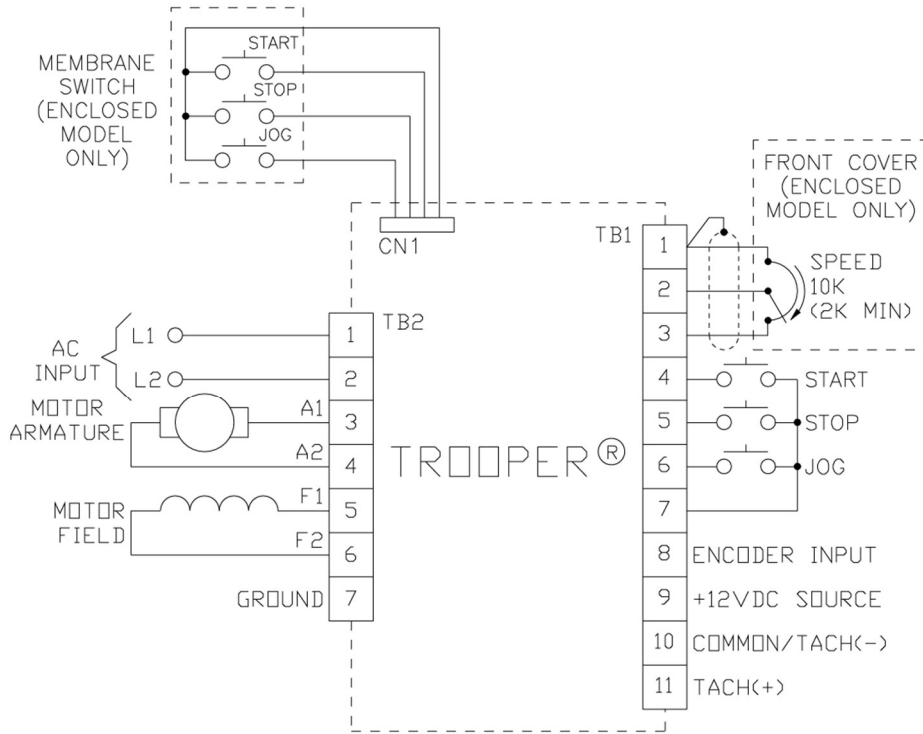 MEMBRANE
SWITCH
(ENCLOSED
MODEL
ONLY)
START
STOP
JOG
CN1
FRONT COVER
(ENCLOSED
MODEL ONLY)
SPEED
10K
(2K MIN)
TB1
1
2
3
4
5
6
7
8
9
10
11
START
STOP
JOG
ENCODER INPUT
+12VDC SOURCE
COMMON/TACH(-)
TACH(+)
TROOPER®
TB2
1
2
3
4
5
6
7
AC
INPUT
L1
L2
MOTOR
ARMATURE
A1
A2
MOTOR
FIELD
F1
F2
GROUND